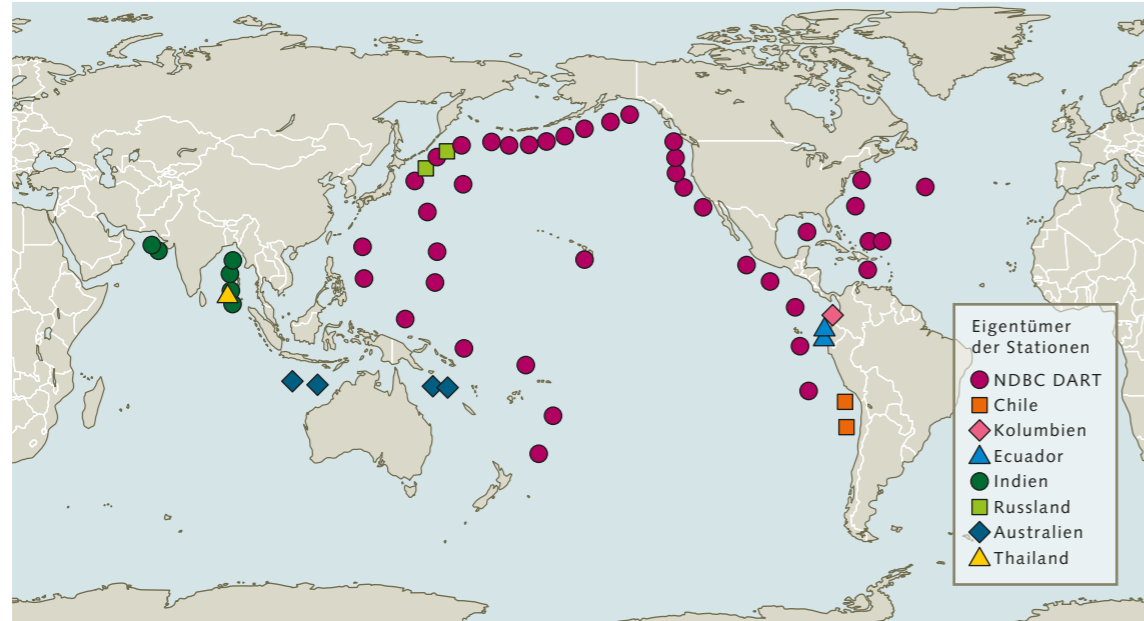 Eigentümer
der Stationen
NDBC DART
Chile
Kolumbien
Ecuador
Indien
Russland
Australien
Thailand